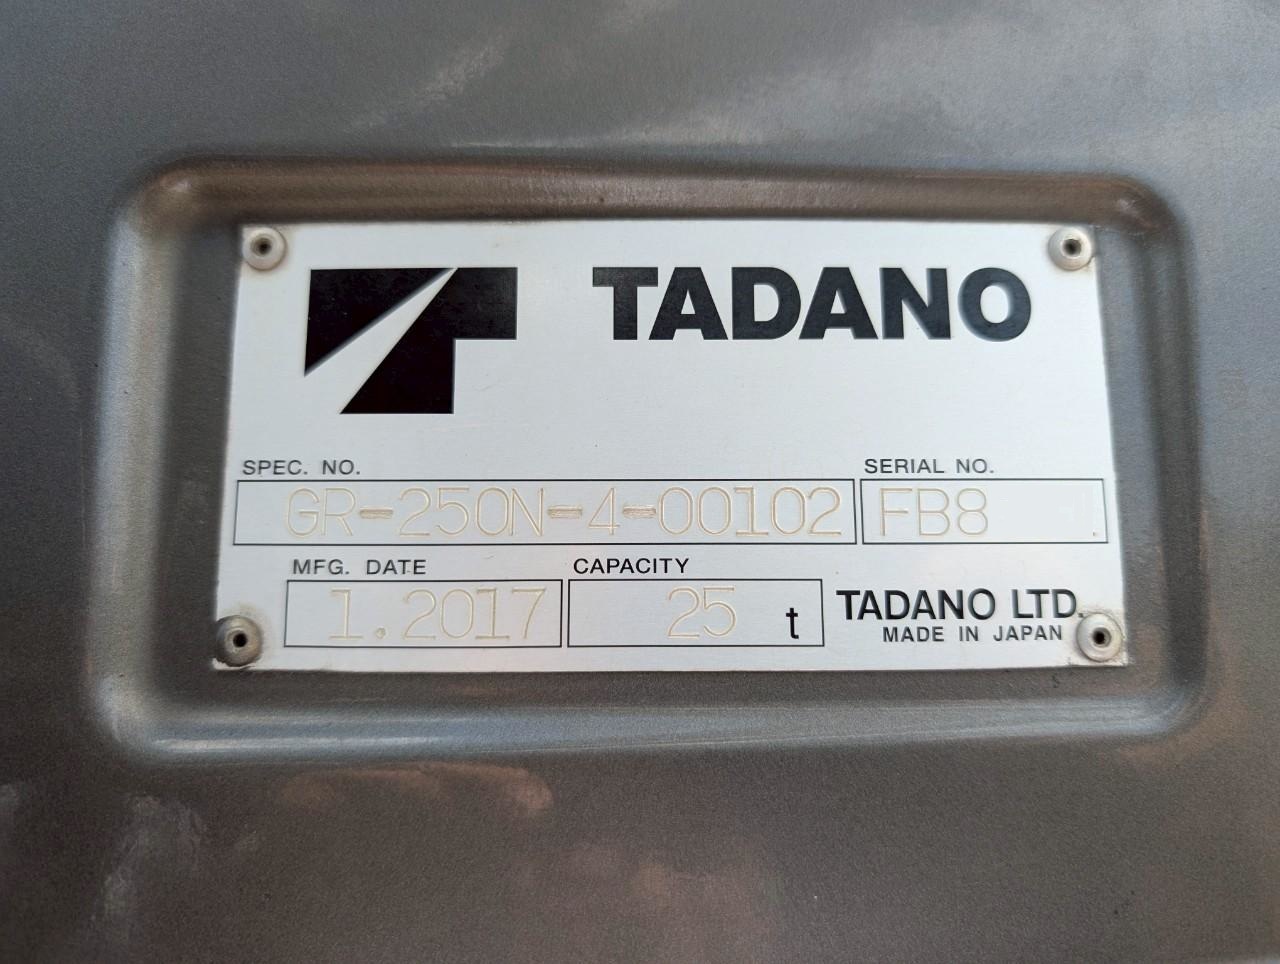 TADANO
SPEC. NO. SERIAL NO.
GR-250N-4-00102 FB8
MFG. DATE CAPACITY
1.2017 25 t TADANO LTD.
MADE IN JAPAN